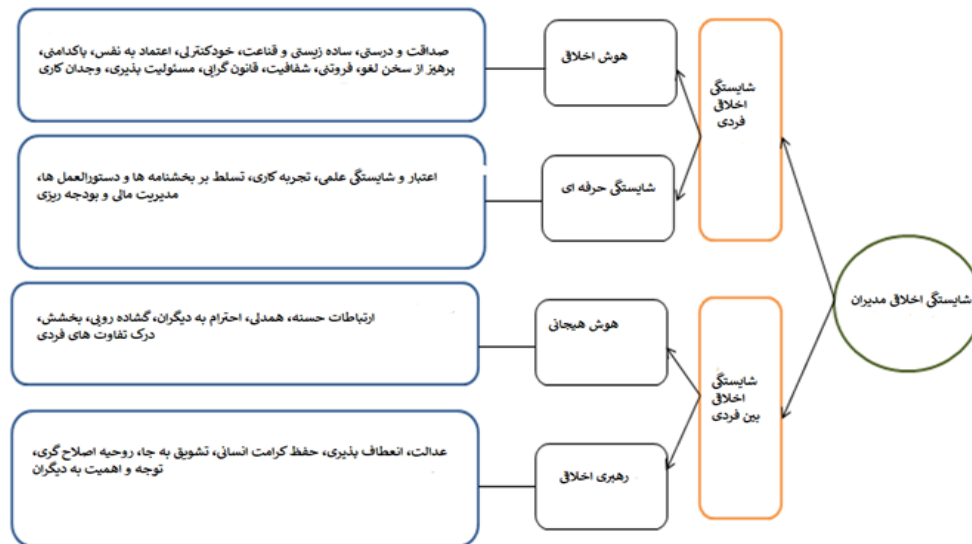 شایستگی اخلاقی مدیران
شایستگی
اخلاقی
فردی
هوش اخلاقی
صداقت و درستی، ساده زیستی و قناعت، خودکنترلی، اعتماد به نفس، پاکدامنی،
پرهیز از سخن لغو، فروتنی، شفافیت، قانون گرایی، مسئولیت پذیری، وجدان کاری
شایستگی حرفه ای
اعتبار و شایستگی علمی، تجربه کاری، تسلط بر بخشنامه ها و دستورالعمل ها،
مدیریت مالی و بودجه ریزی
شایستگی
اخلاقی
بین فردی
هوش هیجانی
ارتباطات حسنه، همدلی، احترام به دیگران، گشاده رویی، بخشش،
درک تفاوت های فردی
رهبری اخلاقی
عدالت، انعطاف پذیری، حفظ کرامت انسانی، تشویق به جا، روحیه اصلاح گری،
توجه و اهمیت به دیگران